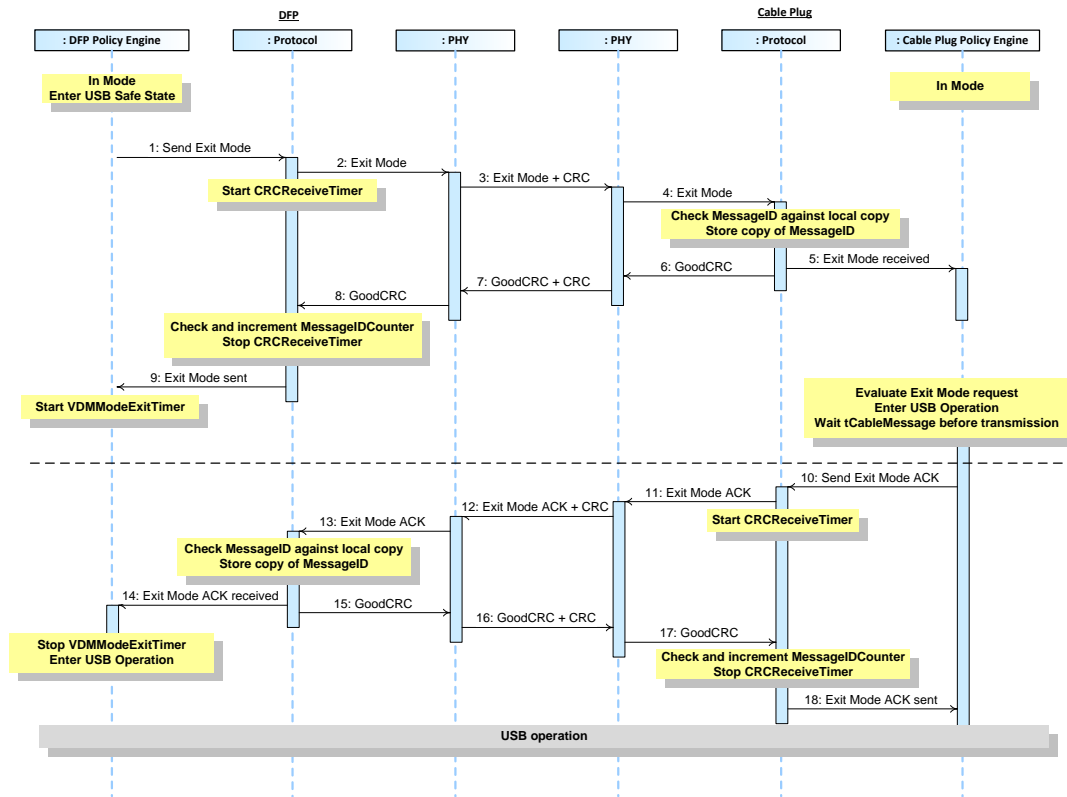 DFP
Cable Plug
: DFP Policy Engine
: Protocol
: PHY
: PHY
: Protocol
: Cable Plug Policy Engine
In Mode
Enter USB Safe State
In Mode
1: Send Exit Mode
2: Exit Mode
Start CRCReceiveTimer
3: Exit Mode + CRC
4: Exit Mode
Check MessageID against local copy
Store copy of MessageID
5: Exit Mode received
6: GoodCRC
7: GoodCRC + CRC
8: GoodCRC
Check and increment MessageIDCounter
Stop CRCReceiveTimer
9: Exit Mode sent
Start VDMModeExitTimer
Evaluate Exit Mode request
Enter USB Operation
Wait tCableMessage before transmission
10: Send Exit Mode ACK
11: Exit Mode ACK
Start CRCReceiveTimer
12: Exit Mode ACK + CRC
13: Exit Mode ACK
Check MessageID against local copy
Store copy of MessageID
14: Exit Mode ACK received
15: GoodCRC
16: GoodCRC + CRC
17: GoodCRC
Stop VDMModeExitTimer
Enter USB Operation
Check and increment MessageIDCounter
Stop CRCReceiveTimer
18: Exit Mode ACK sent
USB operation